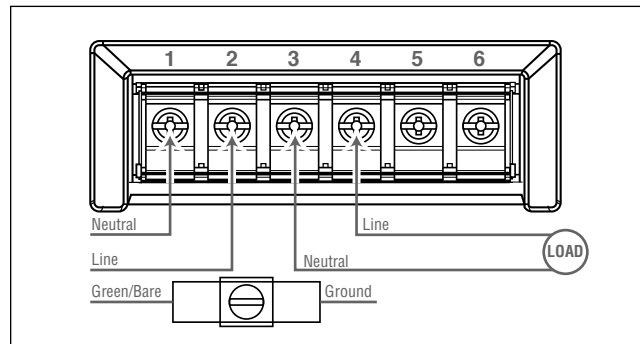 1 2 3 4 5 6
Neutral
Line
LOAD
Line
Neutral
Green/Bare
Ground